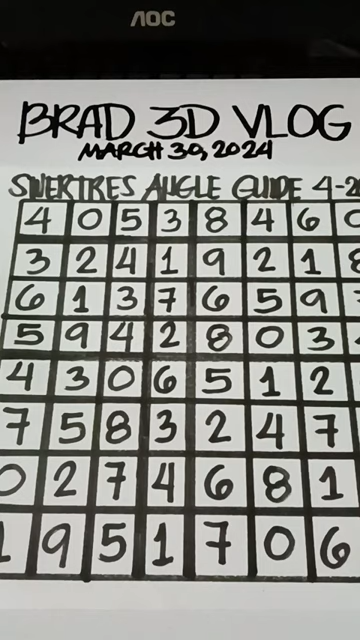 AOC
BRAD 3D VLOG
MARCH 30, 2024
SWERTRES ANGLE GUIDE 4-2
4 0 5 3 8 4 6
3 2 4 1 9 2 1
6 1 3 7 6 5 9
5 9 4 2 8 0 3
4 3 0 6 5 1 2
7 5 8 3 2 4 7
0 2 7 4 6 8 1
1 9 5 1 7 0 6